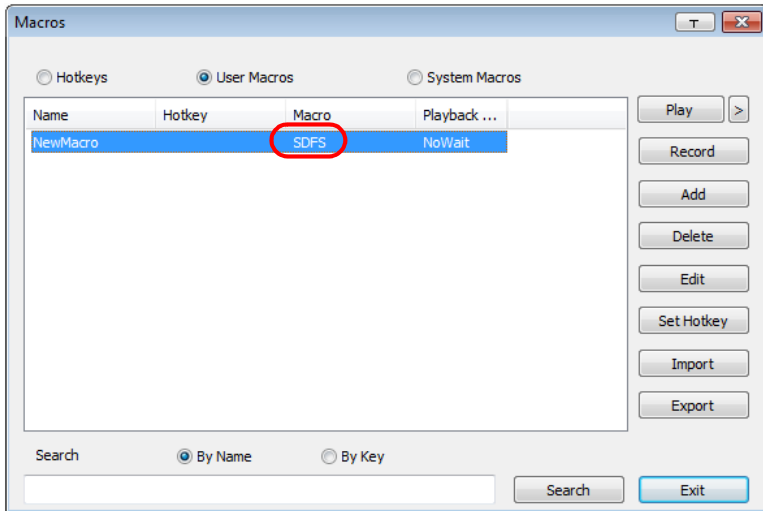 Macros
Hotkeys User Macros System Macros
Name Hotkey Macro Playback ... Play >
NewMacro SDFS NoWait
Record
Add
Delete
Edit
Set Hotkey
Import
Export
Search By Name By Key
Search Exit